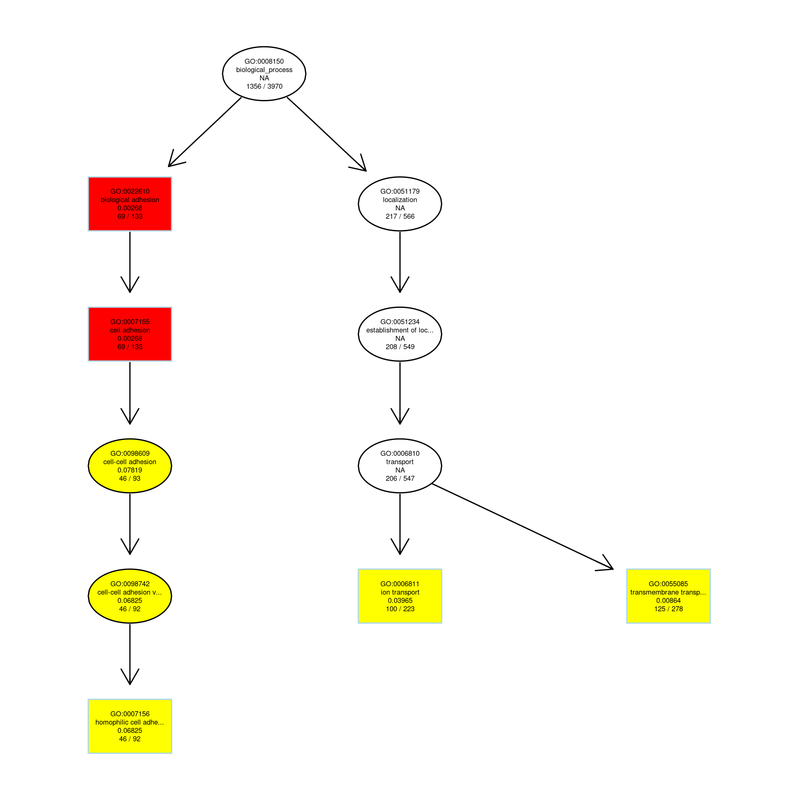 GO:0008150
biological_process
NA
1356 / 3970
GO:0022610
biological adhesion
0.00268
69 / 133
GO:0051179
localization
NA
217 / 566
GO:0007155
cell adhesion
0.00268
69 / 133
GO:0051234
establishment of loc...
NA
208 / 549
GO:0098609
cell-cell adhesion
0.07819
46 / 93
GO:0006810
transport
NA
206 / 547
GO:0098742
cell-cell adhesion v...
0.06825
46 / 92
GO:0006811
ion transport
0.03965
100 / 223
GO:0055085
transmembrane transp...
0.00864
125 / 278
GO:0007156
homophilic cell adhe...
0.06825
46 / 92